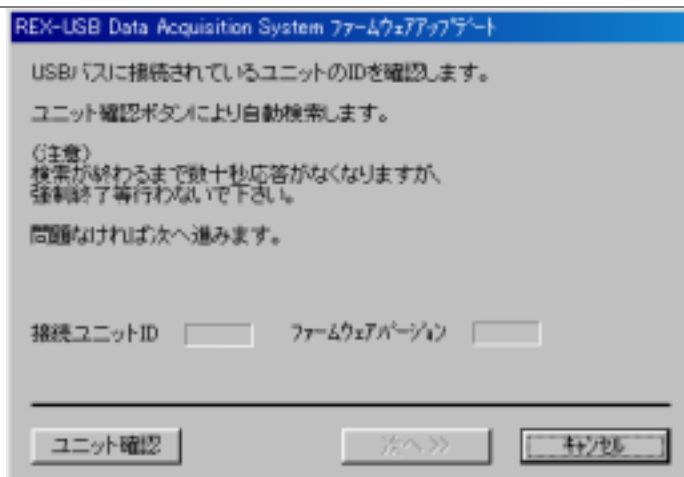 REX-USB Data Acquisition System ファームウェアアップデート
USBバスに接続されているユニットのIDを確認します。
ユニット確認ボタンにより自動検索します。
(注意)
検索が終わるまで数十秒応答がなくなりますが、
強制終了等行わないで下さい。
問題なければ次へ進みます。
接続ユニットID ファームウェアバージョン
ユニット確認 次へ>> キャンセル